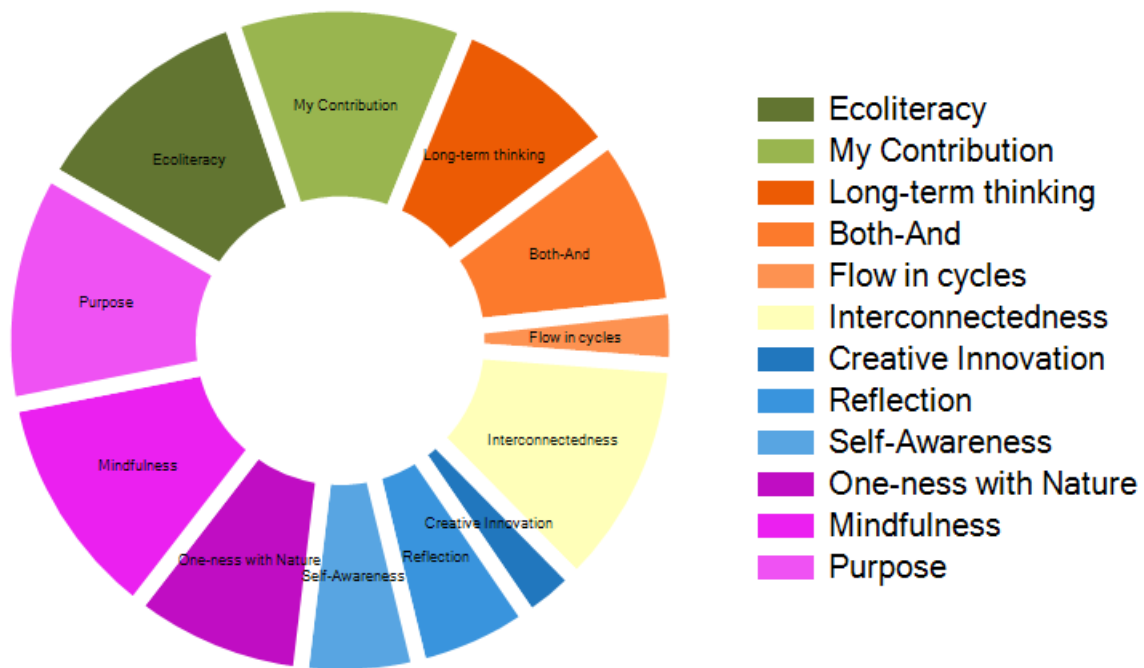 My Contribution
Long-term thinking
Ecoliteracy
Both-And
Purpose
Flow in cycles
Interconnectedness
Mindfulness
Creative Innovation
One-ness with Nature
Reflection
Self-Awareness
Ecoliteracy
My Contribution
Long-term thinking
Both-And
Flow in cycles
Interconnectedness
Creative Innovation
Reflection
Self-Awareness
One-ness with Nature
Mindfulness
Purpose